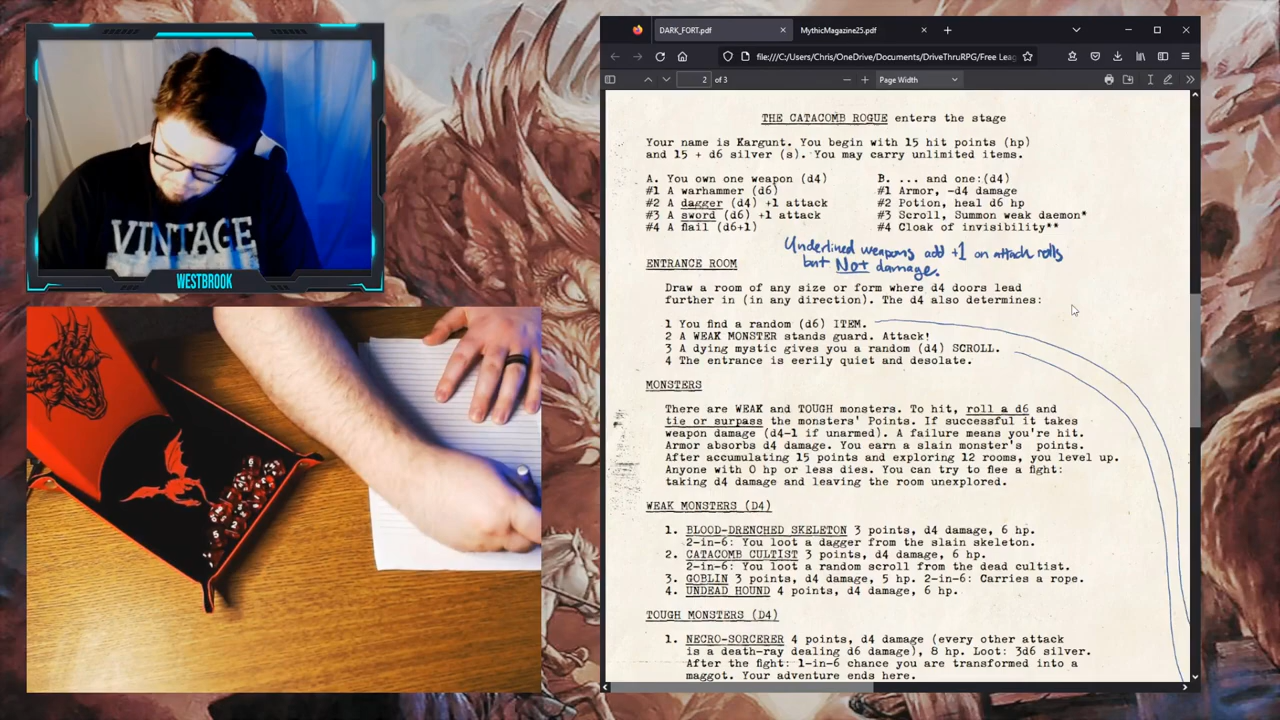 VINTAGE
WESTBROOK
DARK_FORT.pdf
MythicMagazine25.pdf
file:///C:/Users/Chris/OneDrive/Documents/DriveThruRPG/Free Leag
2 of 3
Page Width
THE CATACOMB ROGUE enters the stage
Your name is Kargunt. You begin with 15 hit points (hp)
and 15 + d6 silver (s). You may carry unlimited items.
A. You own one weapon (d4)
#1 A warhammer (d6)
#2 A dagger (d4) +1 attack
#3 A sword (d6) +1 attack
#4 A flail (d6+1)
B. ... and one:(d4)
#1 Armor, -d4 damage
#2 Potion, heal d6 hp
#3 Scroll, Summon weak daemon*
#4 Cloak of invisibility**
Underlined weapons add +1 on attack rolls
but Not damage.
ENTRANCE ROOM
Draw a room of any size or form where d4 doors lead
further in (in any direction). The d4 also determines:
1 You find a random (d6) ITEM.
2 A WEAK MONSTER stands guard. Attack!
3 A dying mystic gives you a random (d4) SCROLL.
4 The entrance is eerily quiet and desolate.
MONSTERS
There are WEAK and TOUGH monsters. To hit, roll a d6 and
tie or surpass the monsters' Points. If successful it takes
weapon damage (d4-1 if unarmed). A failure means you're hit.
Armor absorbs d4 damage. You earn a slain monster's points.
After accumulating 15 points and exploring 12 rooms, you level up.
Anyone with 0 hp or less dies. You can try to flee a fight:
taking d4 damage and leaving the room unexplored.
WEAK MONSTERS (D4)
1. BLOOD-DRENCHED SKELETON 3 points, d4 damage, 6 hp.
2-in-6: You loot a dagger from the slain skeleton.
2. CATACOMB CULTIST 3 points, d4 damage, 6 hp.
2-in-6: You loot a random scroll from the dead cultist.
3. GOBLIN 3 points, d4 damage, 5 hp. 2-in-6: Carries a rope.
4. UNDEAD HOUND 4 points, d4 damage, 6 hp.
TOUGH MONSTERS (D4)
1. NECRO-SORCERER 4 points, d4 damage (every other attack
is a death-ray dealing d6 damage), 8 hp. Loot: 3d6 silver.
After the fight: 1-in-6 chance you are transformed into a
maggot. Your adventure ends here.